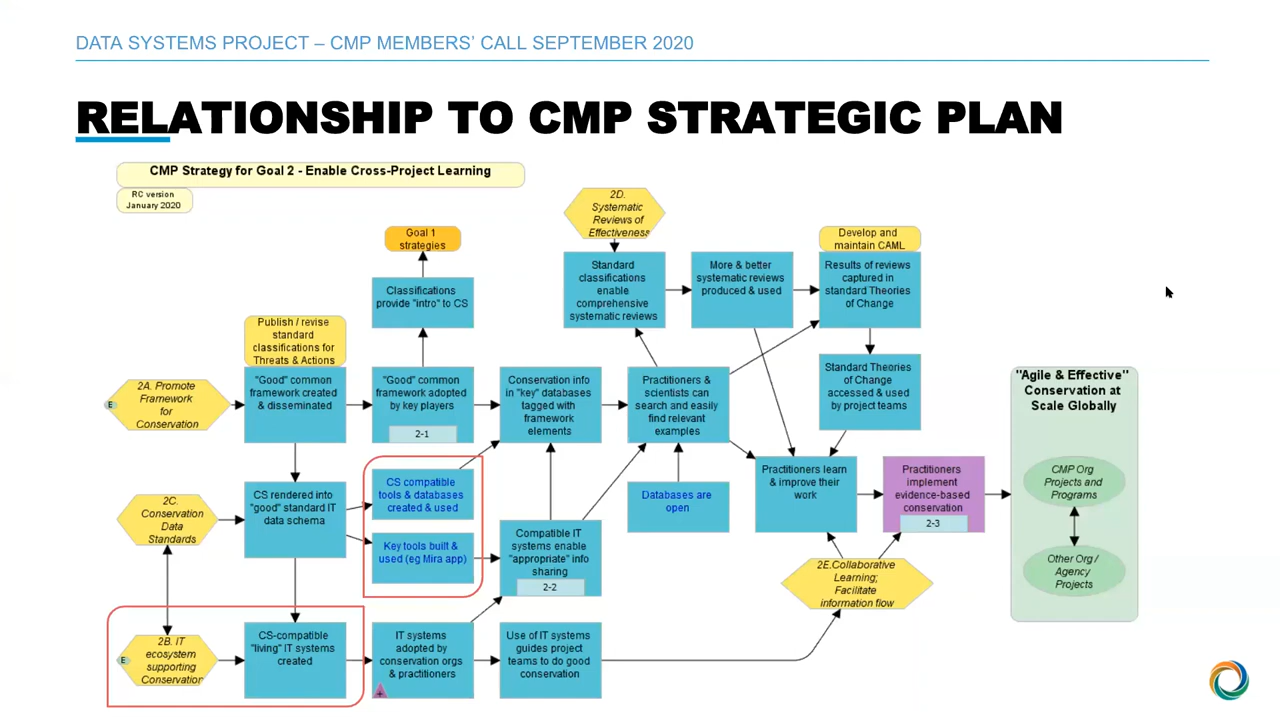 DATA SYSTEMS PROJECT – CMP MEMBERS' CALL SEPTEMBER 2020
RELATIONSHIP TO CMP STRATEGIC PLAN
CMP Strategy for Goal 2 - Enable Cross-Project Learning
RC version
January 2020
2D.
Systematic
Reviews of
Effectiveness
Goal 1
strategies
Develop and
maintain CAML
Classifications
provide "intro" to CS
Standard
classifications
enable
comprehensive
systematic reviews
More & better
systematic reviews
produced & used
Results of reviews
captured in
standard Theories
of Change
Publish / revise
standard
classifications for
Threats & Actions
2A. Promote
Framework
for
Conservation
E
"Good" common
framework created
& disseminated
"Good" common
framework adopted
by key players
2-1
Conservation info
in "key" databases
tagged with
framework
elements
Practitioners &
scientists can
search and easily
find relevant
examples
Standard Theories
of Change
accessed & used
by project teams
"Agile & Effective"
Conservation at
Scale Globally
2C.
Conservation
Data
Standards
CS rendered into
"good" standard IT
data schema
CS compatible
tools & databases
created & used
Key tools built &
used (eg Mira app)
Compatible IT
systems enable
"appropriate" info
sharing
2-2
Databases are
open
Practitioners learn
& improve their
work
Practitioners
implement
evidence-based
conservation
2-3
CMP Org
Projects and
Programs
Other Org /
Agency
Projects
2E.Collaborative
Learning;
Facilitate
information flow
2B. IT
ecosystem
supporting
Conservation
E
CS-compatible
"living" IT systems
created
IT systems
adopted by
conservation orgs
& practitioners
+
Use of IT systems
guides project
teams to do good
conservation